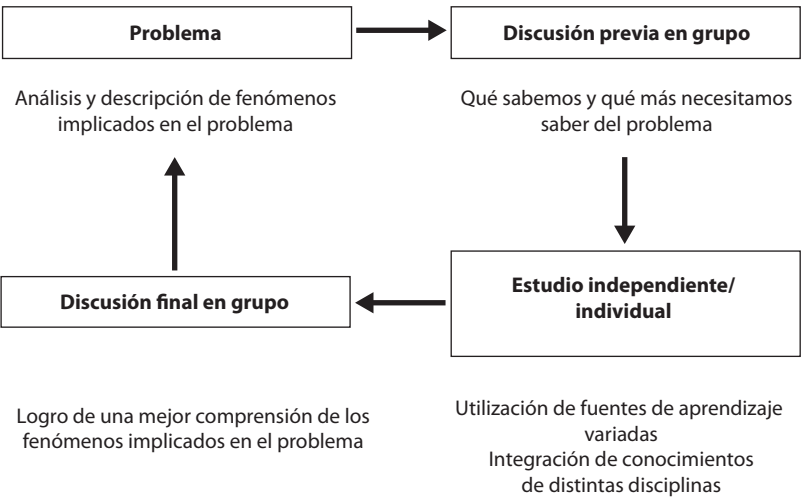 Problema
Discusión previa en grupo
Análisis y descripción de fenómenos
implicados en el problema
Qué sabemos y qué más necesitamos
saber del problema
Estudio independiente/
individual
Discusión final en grupo
Logro de una mejor comprensión de los
fenómenos implicados en el problema
Utilización de fuentes de aprendizaje
variadas
Integración de conocimientos
de distintas disciplinas